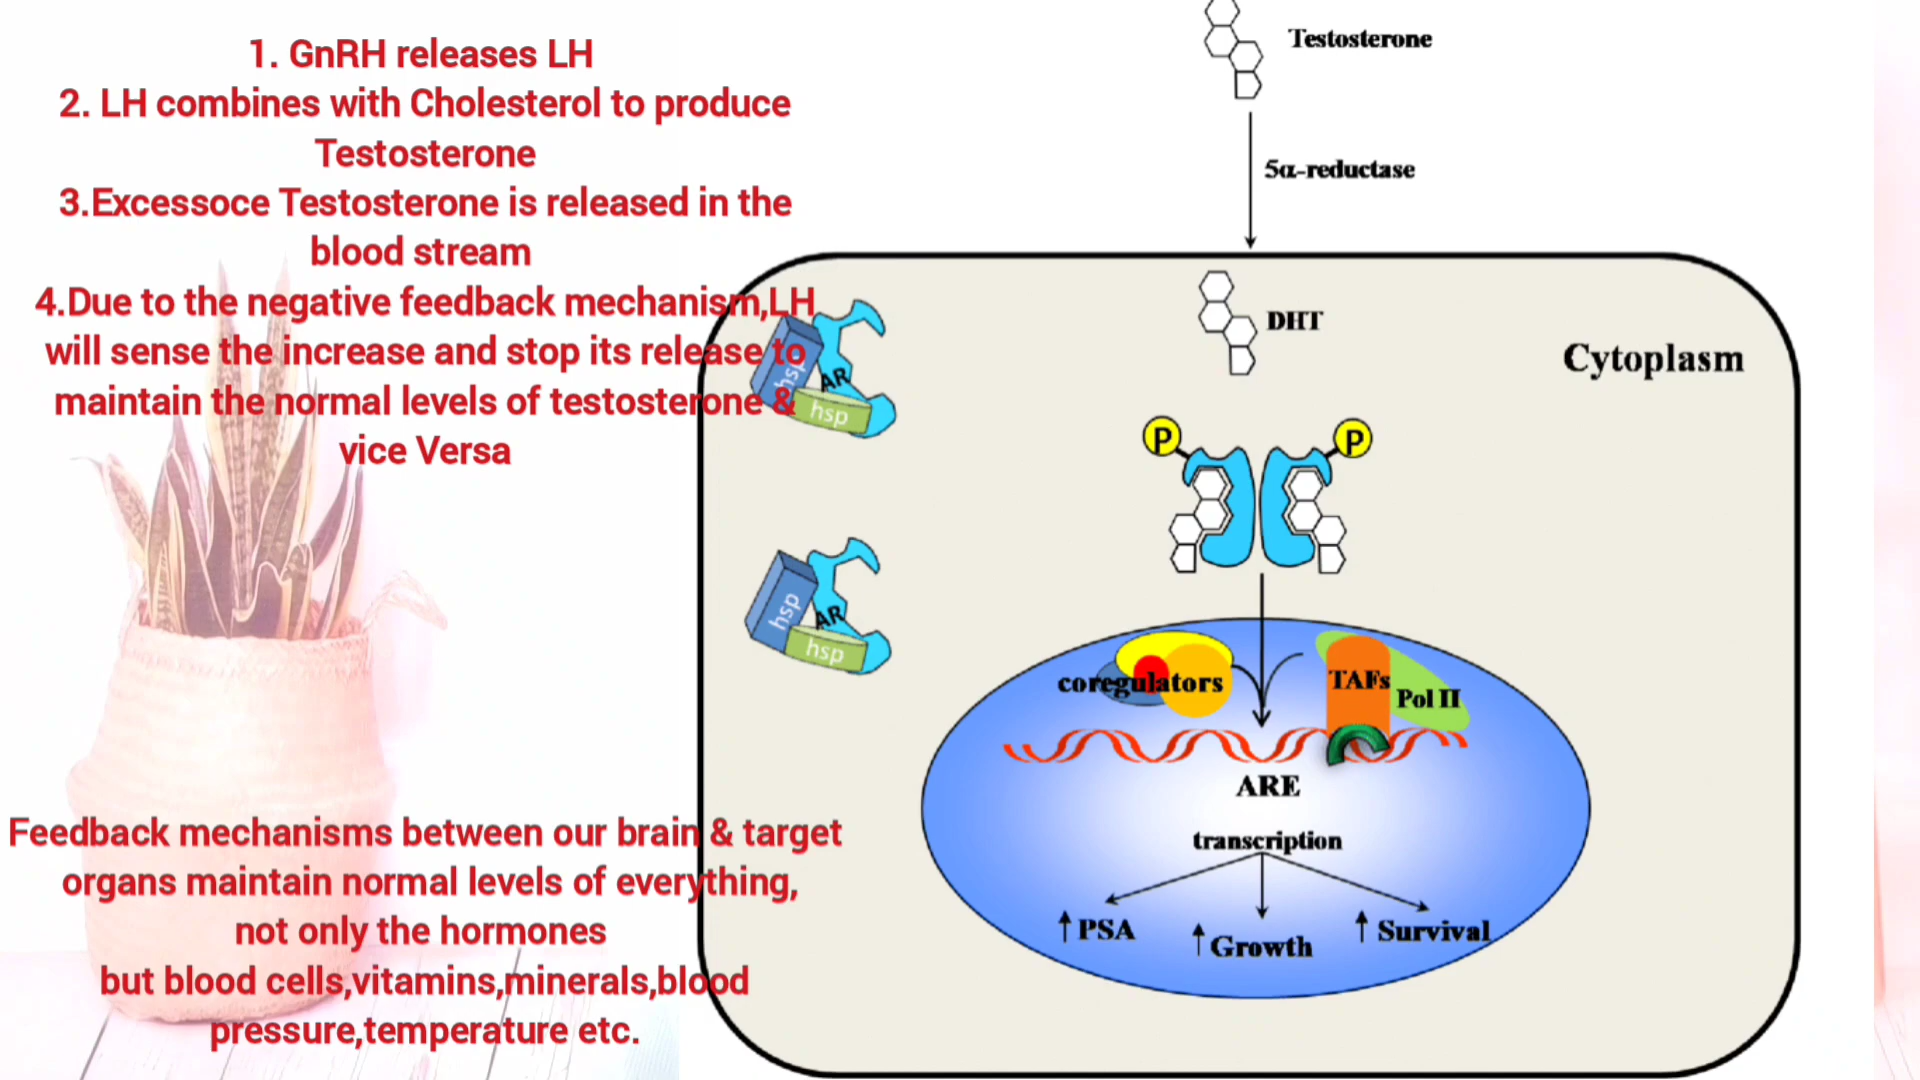 1. GnRH releases LH
2. LH combines with Cholesterol to produce
Testosterone
3.Excessoce Testosterone is released in the
blood stream
4.Due to the negative feedback mechanism,LH
will sense the increase and stop its release to
maintain the normal levels of testosterone &
vice Versa
Feedback mechanisms between our brain & target
organs maintain normal levels of everything,
not only the hormones
but blood cells,vitamins,minerals,blood
pressure,temperature etc.
Testosterone
5α-reductase
DHT
Cytoplasm
hsp
AR
hsp
P
P
hsp
AR
hsp
coregulators
TAFs
Pol II
ARE
transcription
↑ PSA
↑ Growth
↑ Survival